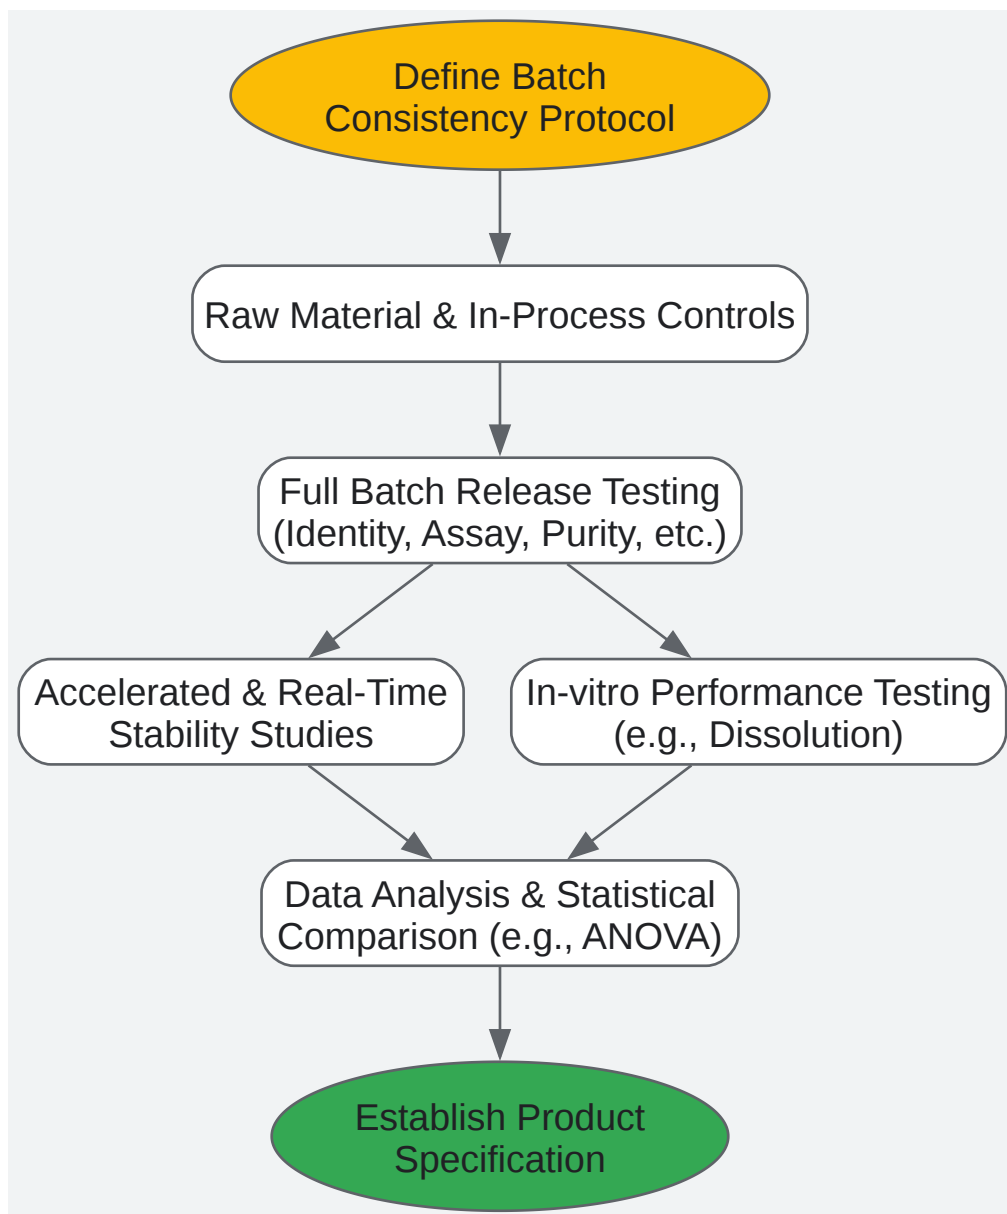 Define Batch
Consistency Protocol
Raw Material & In-Process Controls
Full Batch Release Testing
(Identity, Assay, Purity, etc.)
Accelerated & Real-Time
Stability Studies
In-vitro Performance Testing
(e.g., Dissolution)
Data Analysis & Statistical
Comparison (e.g., ANOVA)
Establish Product
Specification